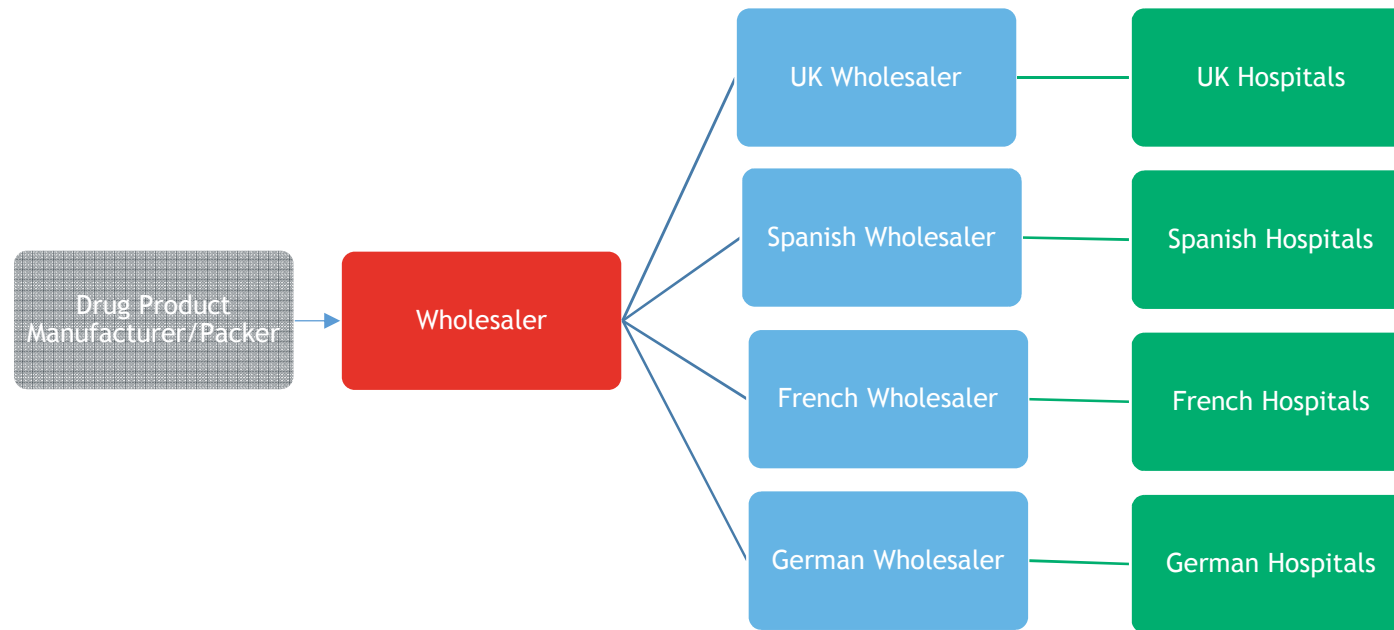 Drug Product
Manufacturer/Packer
Wholesaler
UK Wholesaler
UK Hospitals
Spanish Wholesaler
Spanish Hospitals
French Wholesaler
French Hospitals
German Wholesaler
German Hospitals